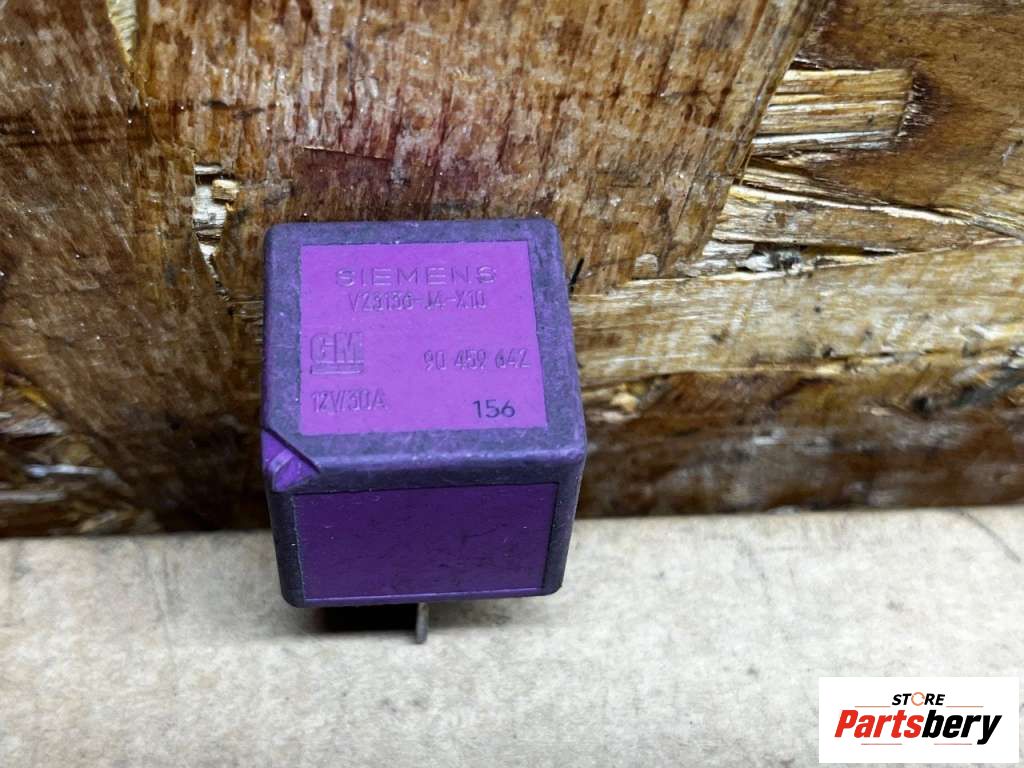 SIEMENS
V23136-J4-X10
GM 90 459 642
12V/30A 156
STORE
Partsbery